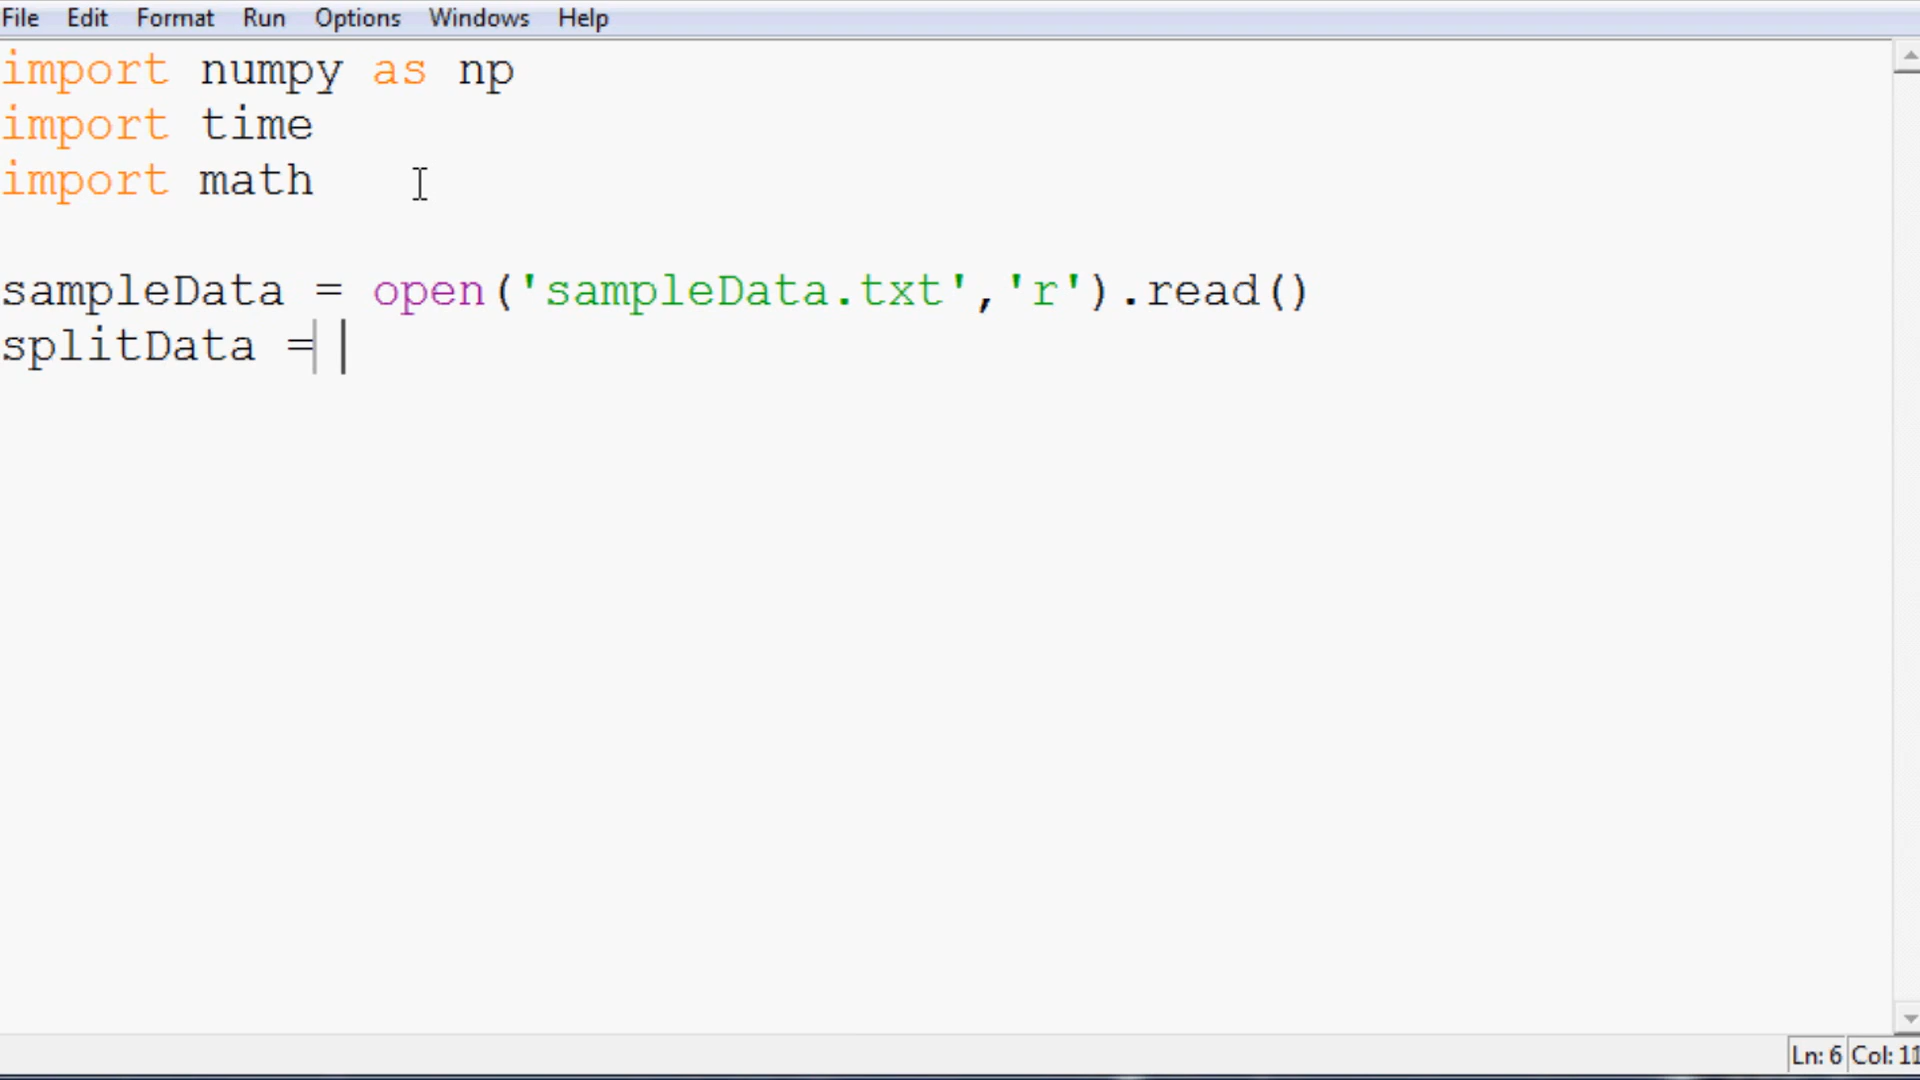 File Edit Format Run Options Windows Help
import numpy as np
import time
import math
sampleData = open('sampleData.txt','r').read()
splitData =
Ln: 6 Col: 11